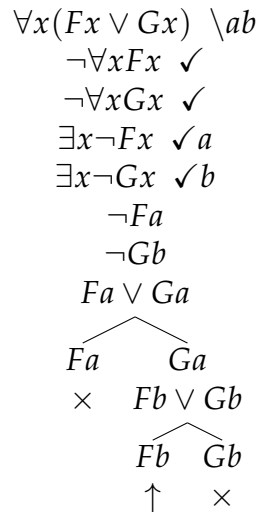 ∀x(Fx ∨ Gx) \ab
¬∀xFx ✓
¬∀xGx ✓
∃x¬Fx ✓a
∃x¬Gx ✓b
¬Fa
¬Gb
Fa ∨ Ga
Fa Ga
× Fb ∨ Gb
Fb Gb
↑ ×